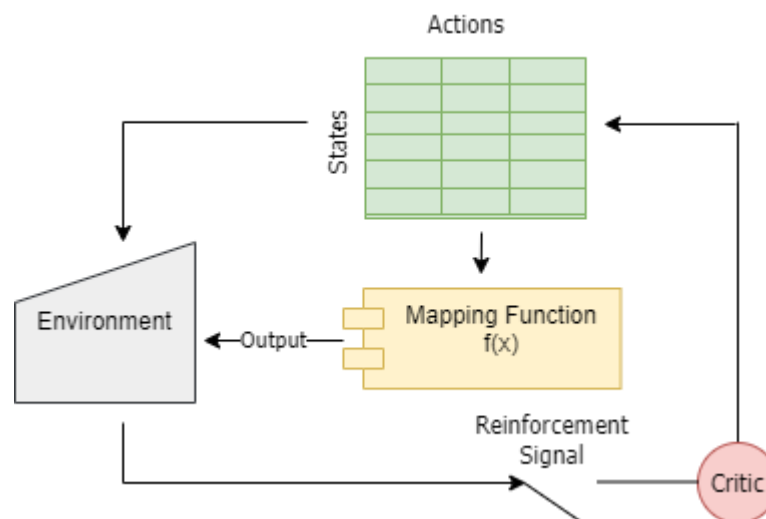 Actions
States
Environment
Output
Mapping Function
f(x)
Reinforcement
Signal
Critic